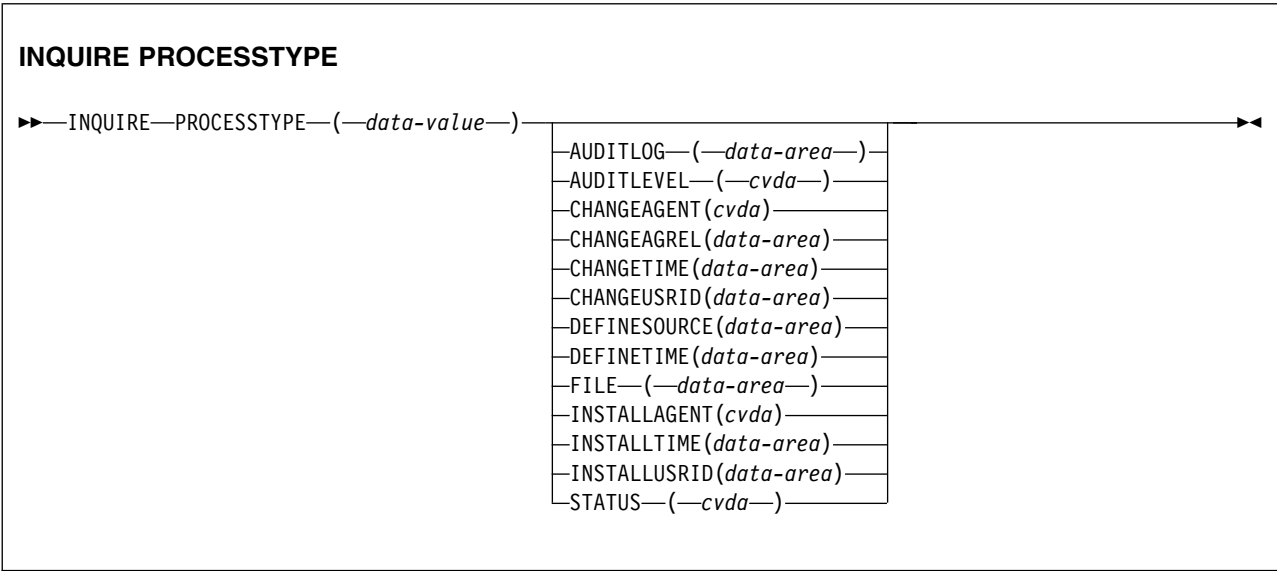 INQUIRE PROCESSTYPE
INQUIRE PROCESSTYPE ( data-value )
AUDITLOG ( data-area )
AUDITLEVEL ( cvda )
CHANGEAGENT(cvda)
CHANGEAGREL(data-area)
CHANGETIME(data-area)
CHANGEUSRID(data-area)
DEFINESOURCE(data-area)
DEFINETIME(data-area)
FILE ( data-area )
INSTALLAGENT(cvda)
INSTALLTIME(data-area)
INSTALLUSRID(data-area)
STATUS ( cvda )